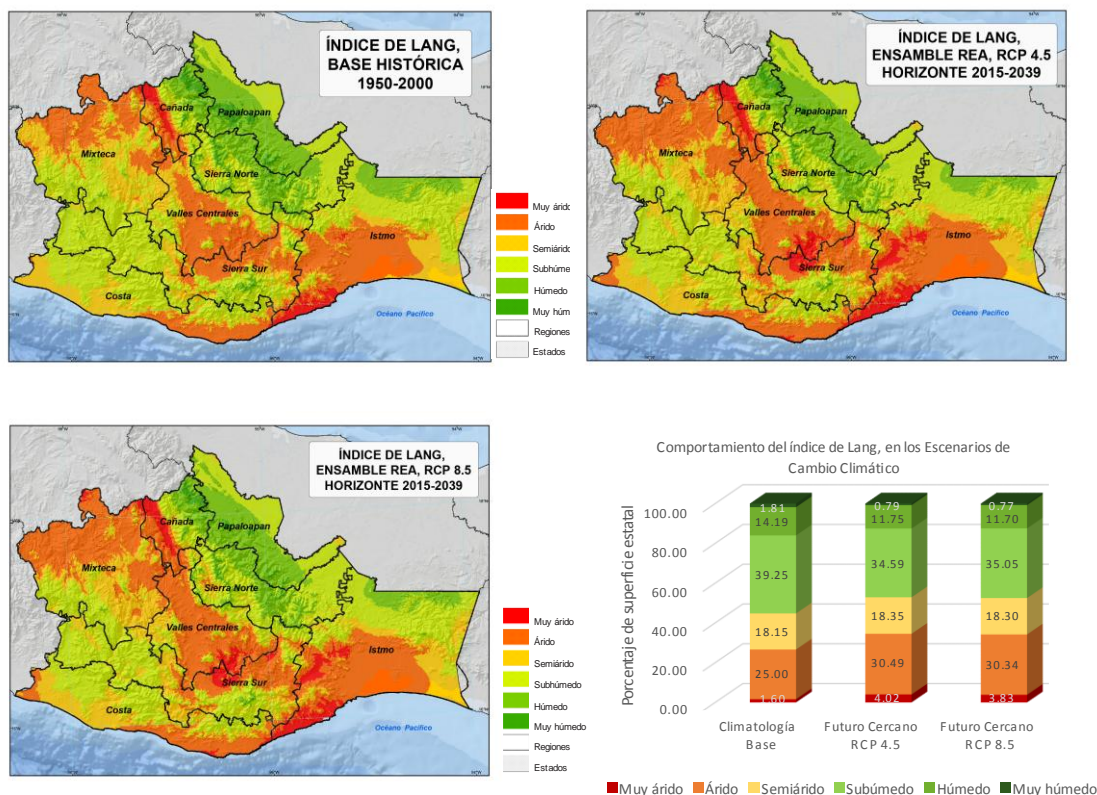 ÍNDICE DE LANG,
BASE HISTÓRICA
1950-2000
Cañada
Papaloapan
Mixteca
Sierra Norte
Valles Centrales
Istmo
Sierra Sur
Costa
Océano Pacífico
Muy árido
Árido
Semiárido
Subhúme
Húmedo
Muy húm
Regiones
Estados
ÍNDICE DE LANG,
ENSAMBLE REA, RCP 4.5
HORIZONTE 2015-2039
Cañada
Papaloapan
Mixteca
Sierra Norte
Valles Centrales
Istmo
Sierra Sur
Costa
Océano Pacífico
ÍNDICE DE LANG,
ENSAMBLE REA, RCP 8.5
HORIZONTE 2015-2039
Cañada
Papaloapan
Mixteca
Sierra Norte
Valles Centrales
Istmo
Sierra Sur
Costa
Océano Pacífico
Muy árido
Árido
Semiárido
Subhúmedo
Húmedo
Muy húmedo
Regiones
Estados
Comportamiento del índice de Lang, en los Escenarios de
Cambio Climático
Porcentaje de superficie estatal
100.00
80.00
60.00
40.00
20.00
0.00
1.81
14.19
39.25
18.15
25.00
1.60
0.79
11.75
34.59
18.35
30.49
4.02
0.77
11.70
35.05
18.30
30.34
3.83
Climatología
Base
Futuro Cercano
RCP 4.5
Futuro Cercano
RCP 8.5
Muy árido Árido Semiárido Subúmedo Húmedo Muy húmedo